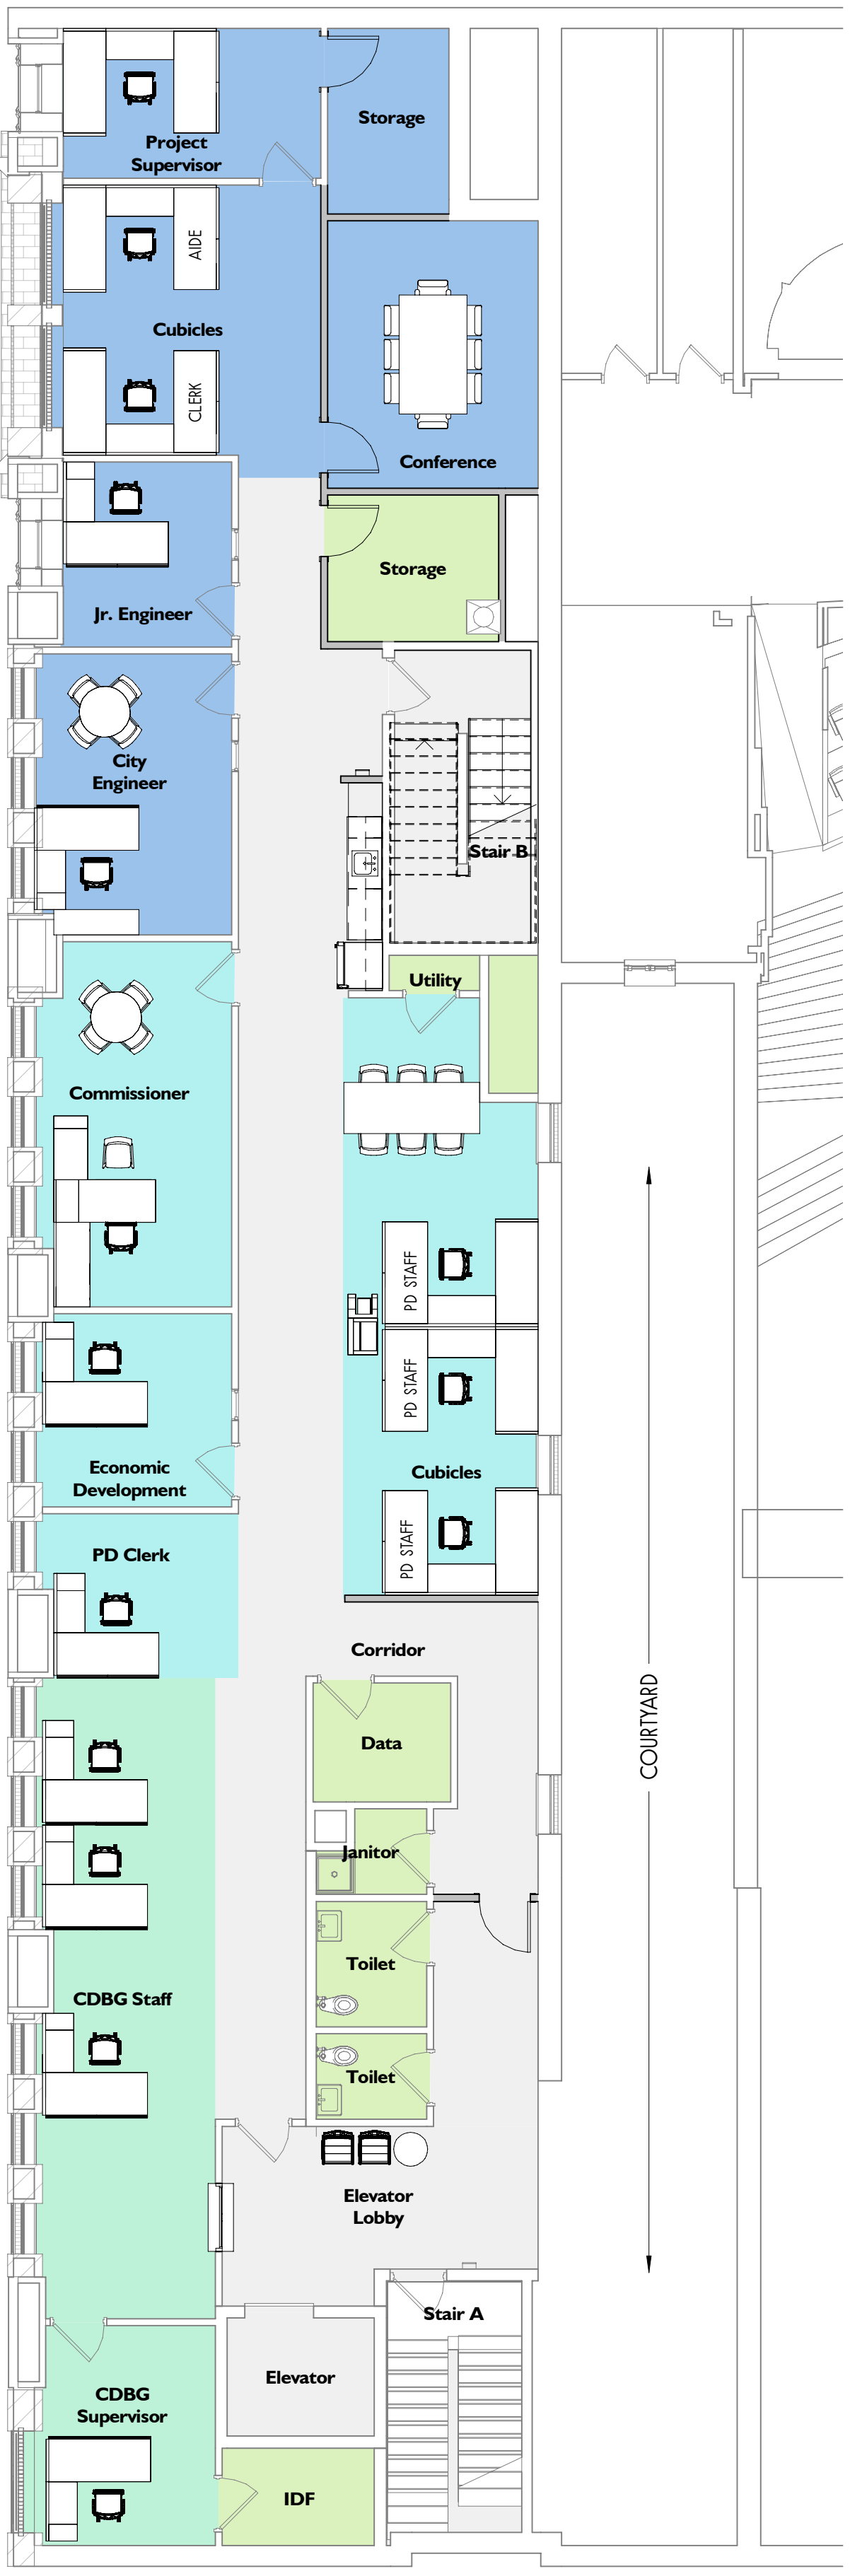 Storage
Project
Supervisor
AIDE
Cubicles
CLERK
Conference
Storage
Jr. Engineer
City
Engineer
Stair B
Utility
Commissioner
PD STAFF
PD STAFF
Economic
Development
Cubicles
PD STAFF
PD Clerk
Corridor
Data
COURTYARD
Janitor
Toilet
CDBG Staff
Toilet
Elevator
Lobby
Stair A
Elevator
CDBG
Supervisor
IDF